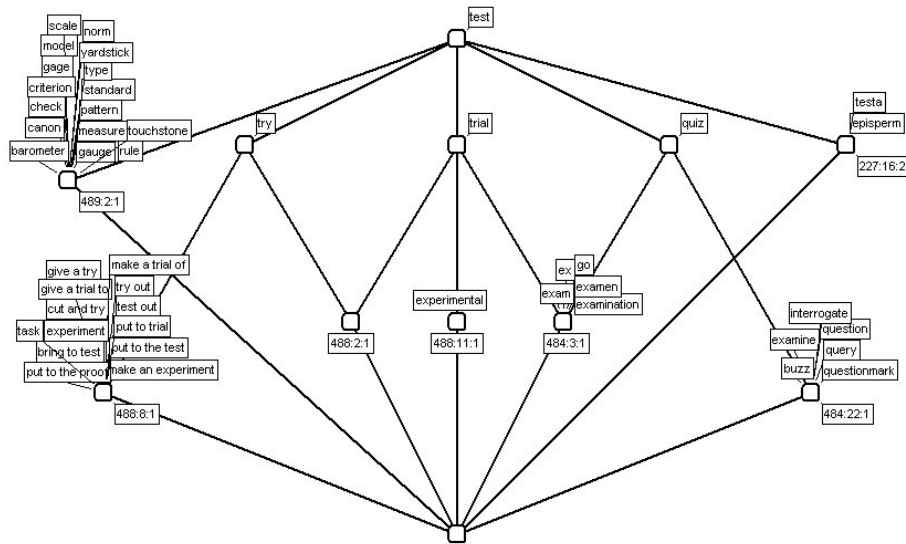 test
scale
norm
model
yardstick
gage
type
criterion
standard
check
pattern
canon
measure
touchstone
barometer
gauge
rule
489:2:1
try
trial
quiz
testa
episperm
227:16:2
make a trial of
give a try
try out
give a trial to
test out
cut and try
put to trial
task
experiment
put to the test
bring to test
make an experiment
put to the proof
488:8:1
488:2:1
experimental
488:11:1
go
ex
examen
exam
examination
484:3:1
interrogate
question
examine
query
buzz
questionmark
484:22:1